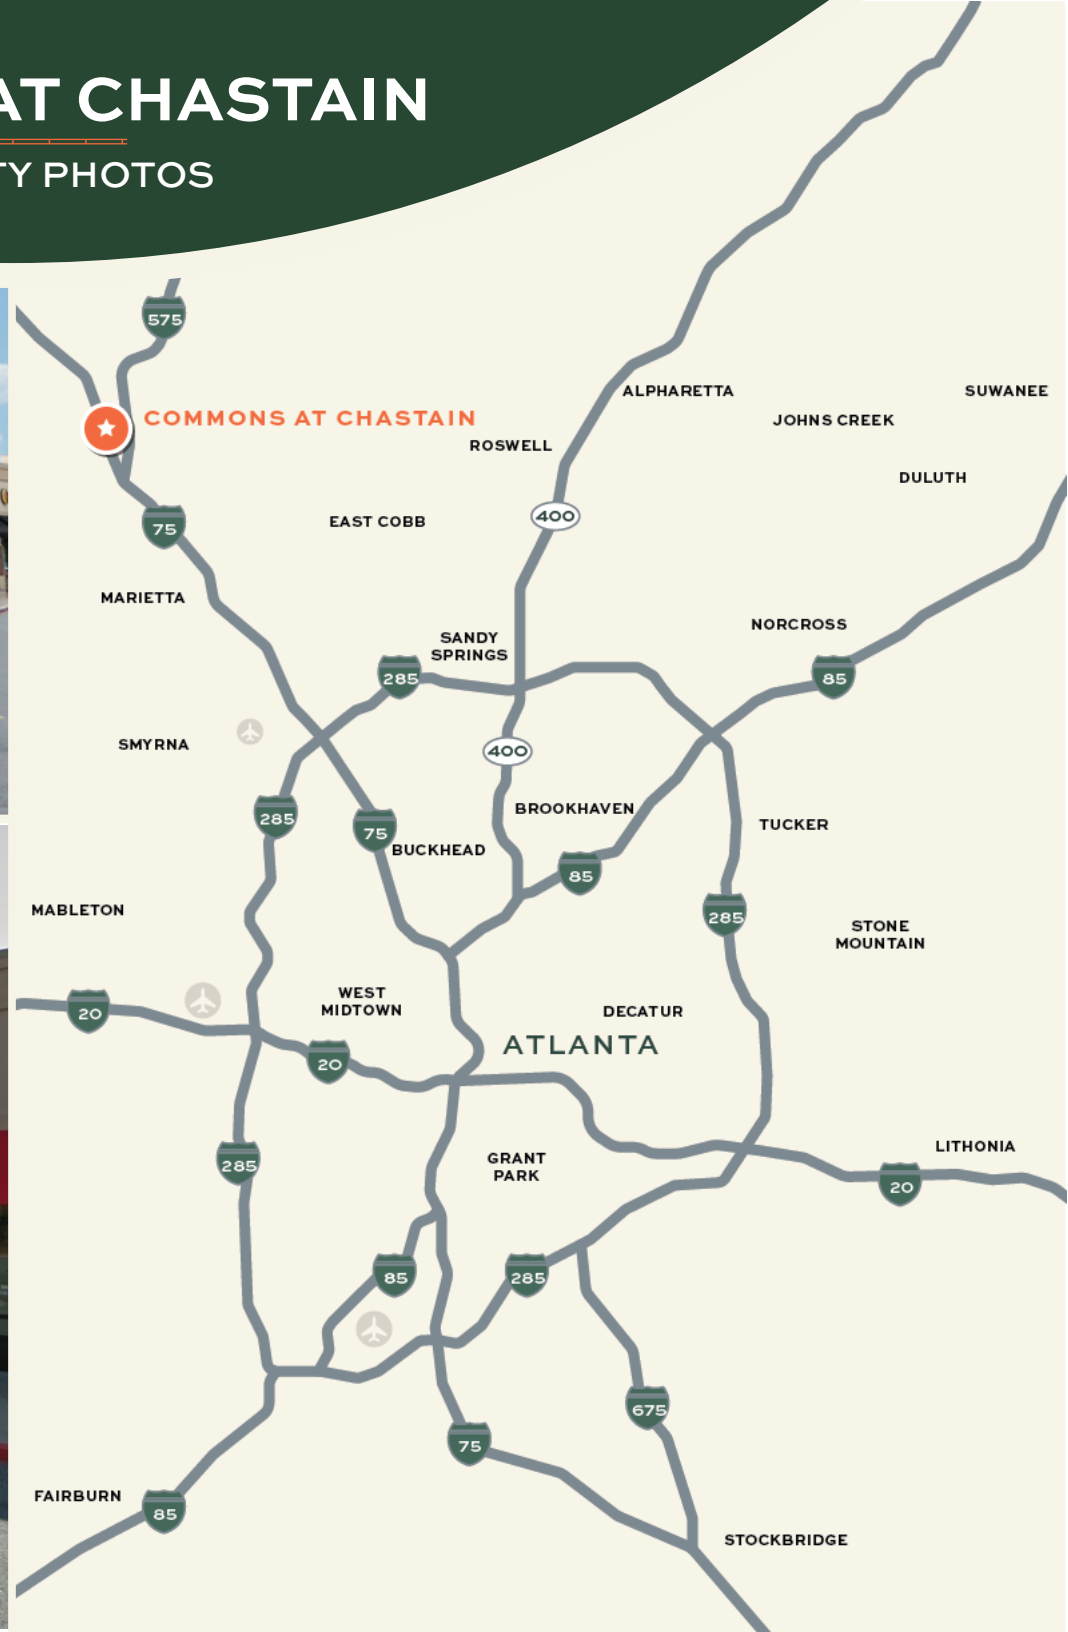 AT CHASTAIN
TY PHOTOS
575
COMMONS AT CHASTAIN
ALPHARETTA
SUWANEE
JOHNS CREEK
ROSWELL
DULUTH
400
EAST COBB
75
MARIETTA
NORCROSS
SANDY
SPRINGS
285
85
SMYRNA
400
BROOKHAVEN
285
75
TUCKER
BUCKHEAD
85
MABLETON
285
STONE
MOUNTAIN
WEST
MIDTOWN
20
DECATUR
ATLANTA
20
LITHONIA
285
GRANT
PARK
20
85
285
675
75
FAIRBURN
85
STOCKBRIDGE